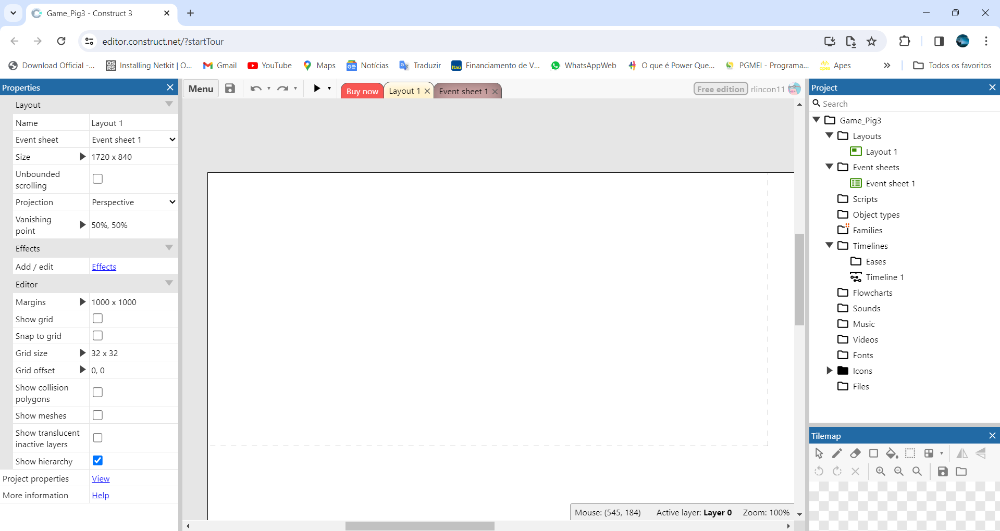 Game_Pig3 - Construct 3
editor.construct.net/?startTour
Download Official -...
Installing Netkit | O...
Gmail
YouTube
Maps
Notícias
Traduzir
Financiamento de V...
WhatsAppWeb
O que é Power Que...
PGMEI - Programa...
Apes
Todos os favoritos
Properties
Menu
Buy now
Layout 1
Event sheet 1
Free edition
rlincon11
Project
Layout
Name Layout 1
Event sheet Event sheet 1
Size 1720 x 840
Unbounded
scrolling
Projection Perspective
Vanishing
point 50%, 50%
Effects
Add / edit Effects
Editor
Margins 1000 x 1000
Show grid
Snap to grid
Grid size 32 x 32
Grid offset 0, 0
Show collision
polygons
Show meshes
Show translucent
inactive layers
Show hierarchy
Project properties View
More information Help
Mouse: (545, 184) Active layer: Layer 0 Zoom: 100%
Search
Game_Pig3
Layouts
Layout 1
Event sheets
Event sheet 1
Scripts
Object types
Families
Timelines
Eases
Timeline 1
Flowcharts
Sounds
Music
Videos
Fonts
Icons
Files
Tilemap